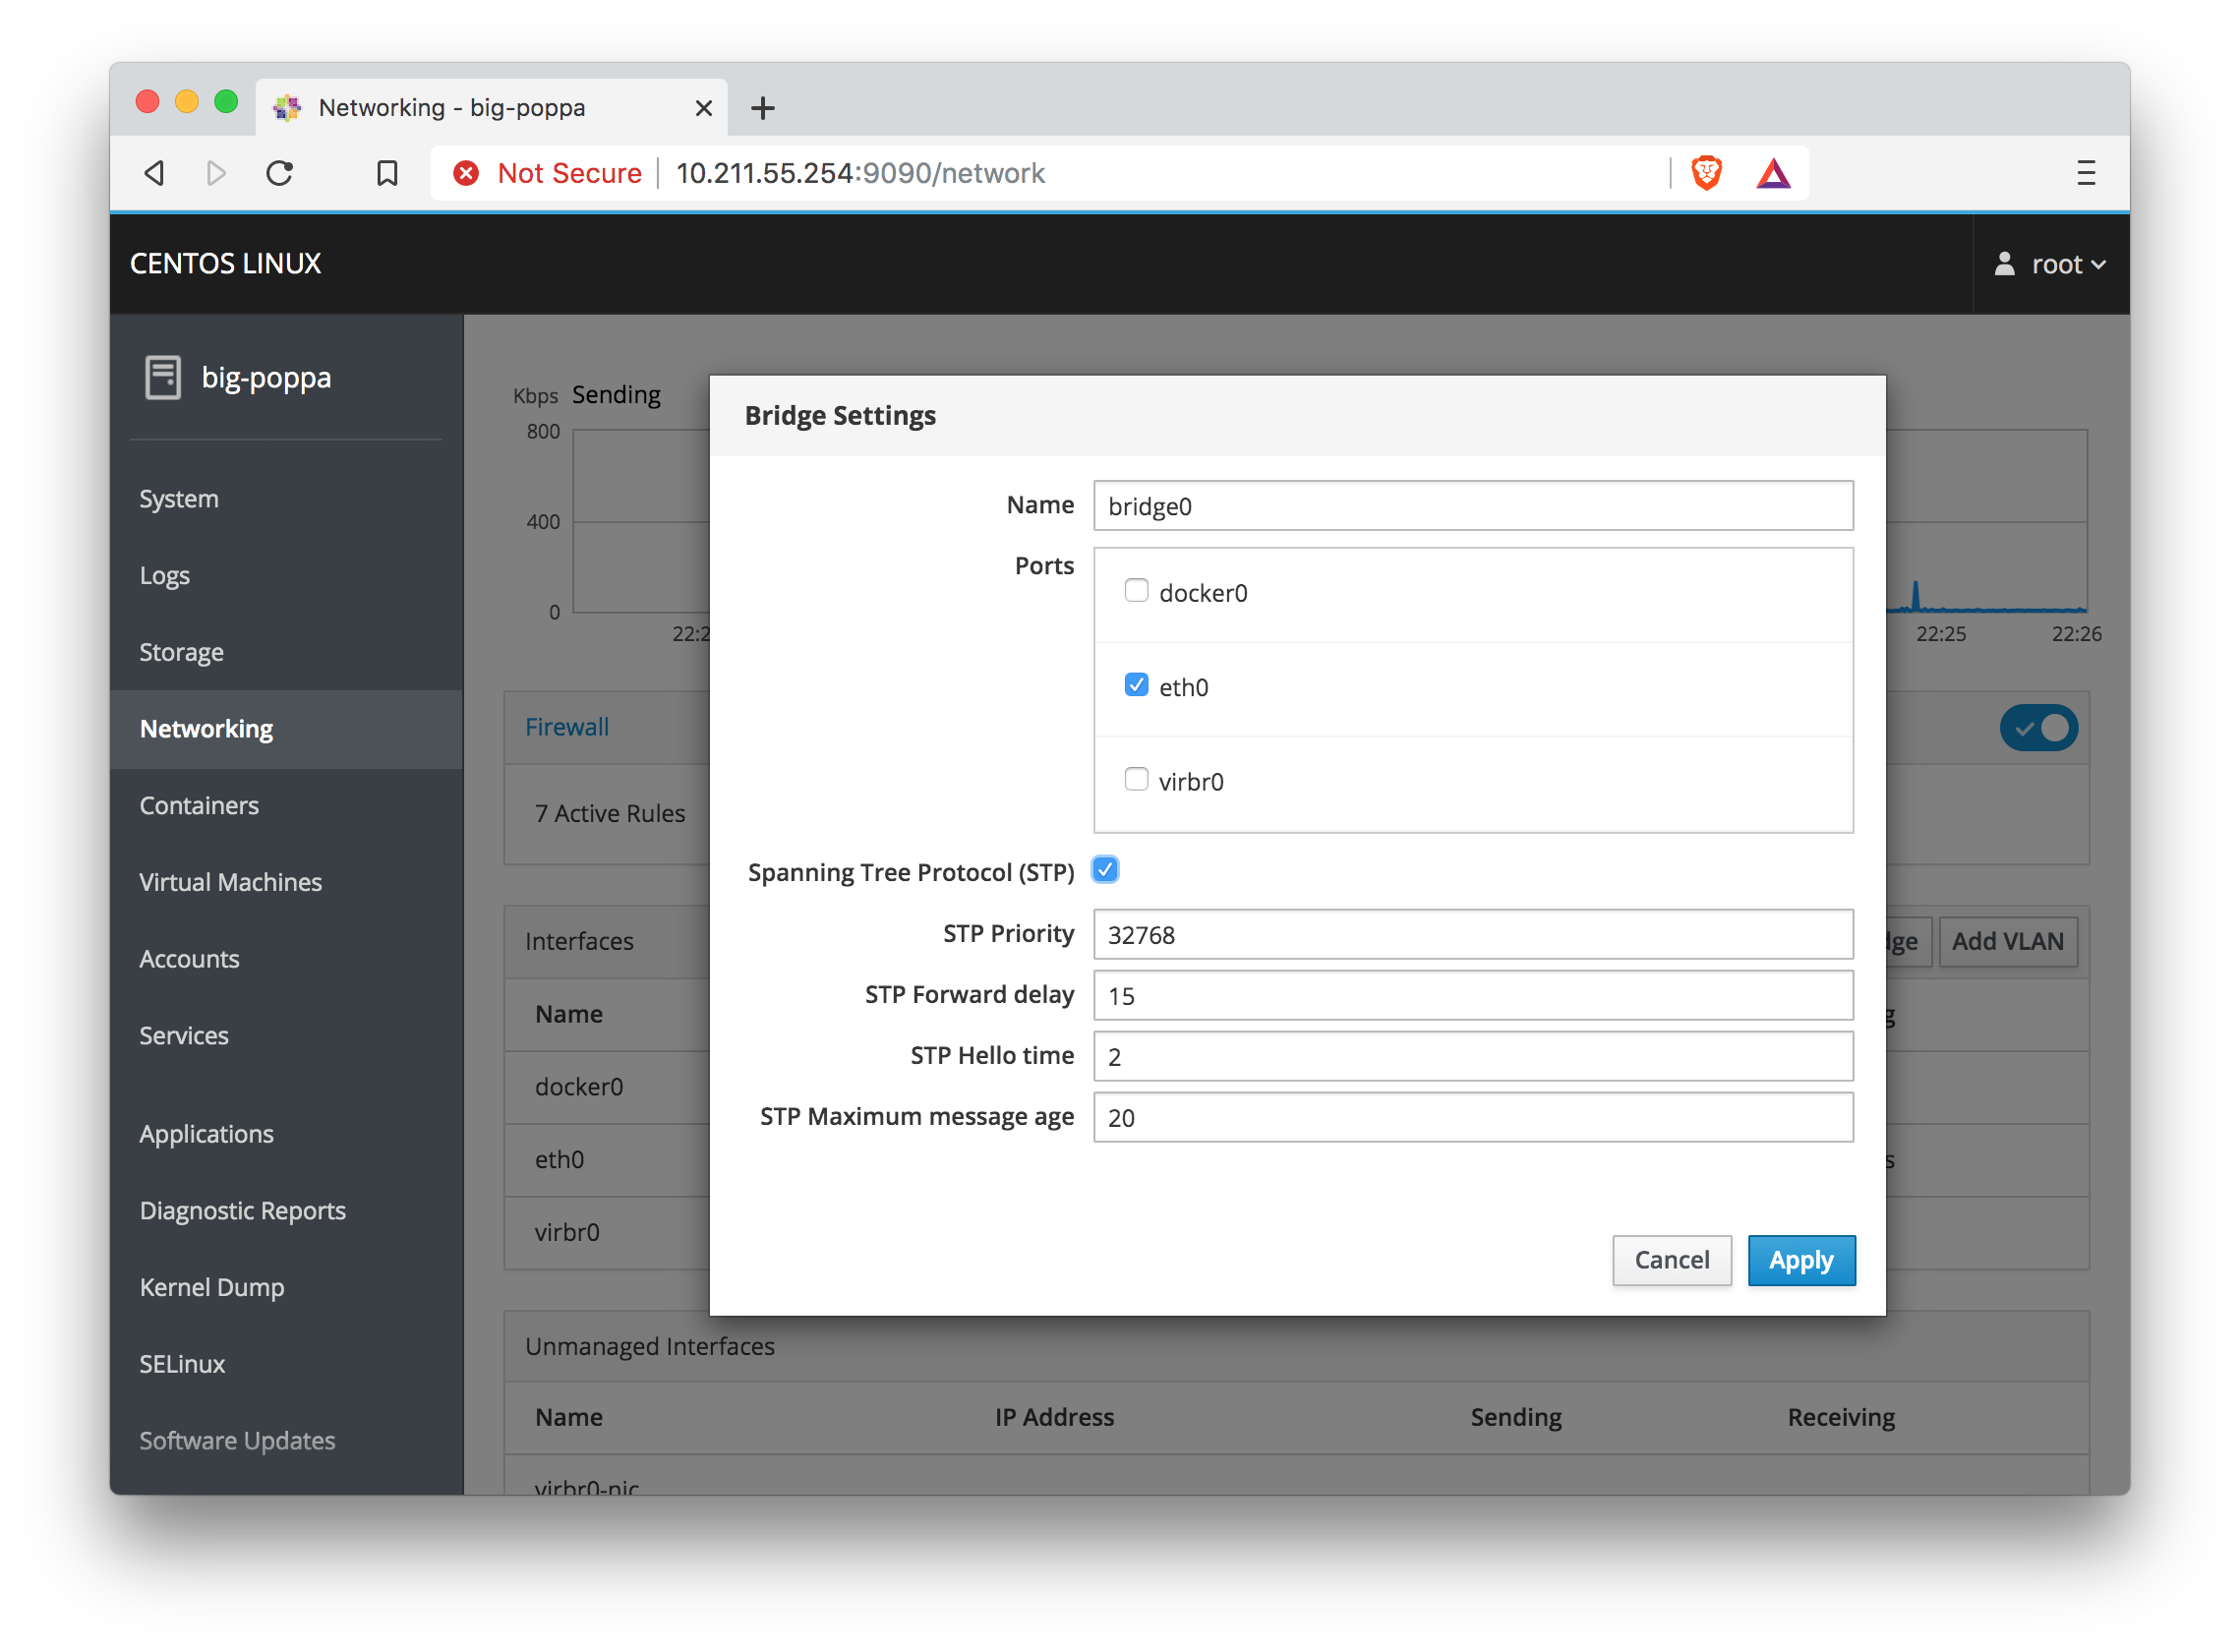 Networking - big-poppa
Not Secure 10.211.55.254:9090/network
CENTOS LINUX
root
big-poppa
System
Logs
Storage
Networking
Containers
Virtual Machines
Accounts
Services
Applications
Diagnostic Reports
Kernel Dump
SELinux
Software Updates
Kbps Sending
800
400
0
22:2
22:25
22:26
Firewall
7 Active Rules
Interfaces
dge
Add VLAN
Name
g
docker0
eth0
s
virbr0
Unmanaged Interfaces
Name IP Address Sending Receiving
virbr0-nic
Bridge Settings
Name bridge0
Ports
docker0
eth0
virbr0
Spanning Tree Protocol (STP)
STP Priority 32768
STP Forward delay 15
STP Hello time 2
STP Maximum message age 20
Cancel Apply